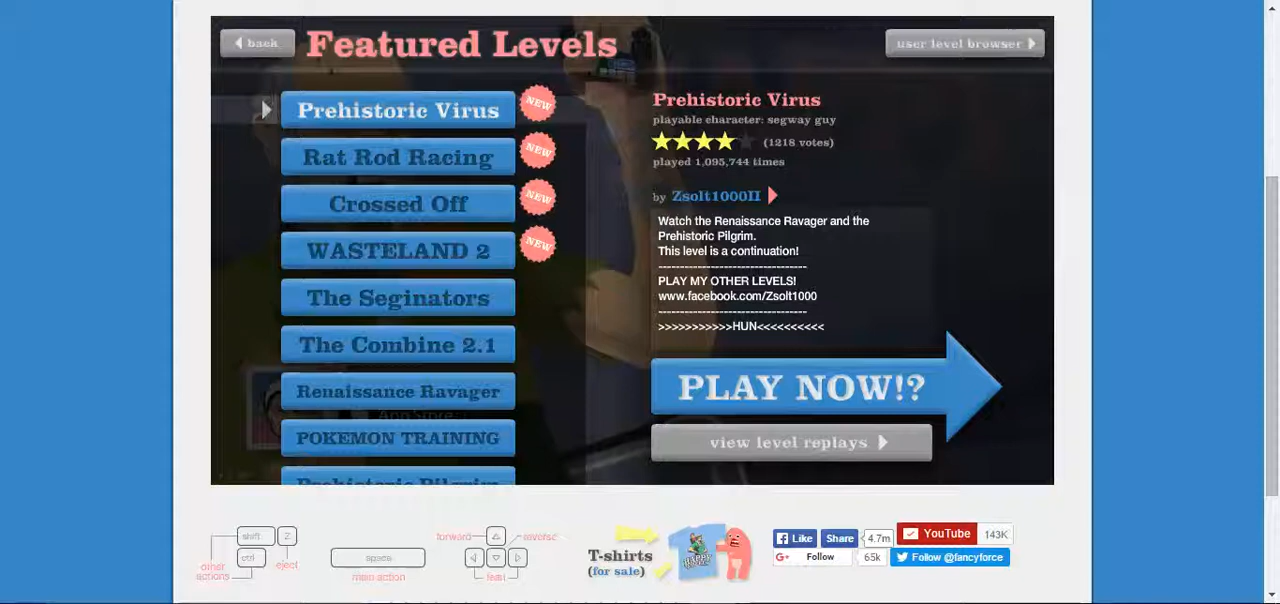 back
Featured Levels
user level browser
Prehistoric Virus
NEW
Rat Rod Racing
NEW
Crossed Off
NEW
WASTELAND 2
NEW
The Seginators
The Combine 2.1
Renaissance Ravager
App Store
POKEMON TRAINING
Prehistoric Pilgrim
Prehistoric Virus
playable character: segway guy
(1218 votes)
played 1,095,744 times
by Zsolt1000II
Watch the Renaissance Ravager and the
Prehistoric Pilgrim.
This level is a continuation!
----------------------------------
PLAY MY OTHER LEVELS!
www.facebook.com/Zsolt1000
----------------------------------
>>>>>>>>>>>HUN<<<<<<<<<<
PLAY NOW!?
view level replays
shift
Z
ctrl
eject
other
actions
space
main action
forward
reverse
lean
T-shirts
(for sale)
Like
Share
4.7m
YouTube
143K
G+ Follow
65k
Follow @fancyforce